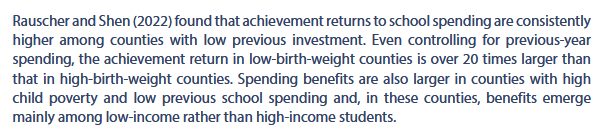 Rauscher and Shen (2022) found that achievement returns to school spending are consistently
higher among counties with low previous investment. Even controlling for previous-year
spending, the achievement return in low-birth-weight counties is over 20 times larger than
that in high-birth-weight counties. Spending benefits are also larger in counties with high
child poverty and low previous school spending and, in these counties, benefits emerge
mainly among low-income rather than high-income students.